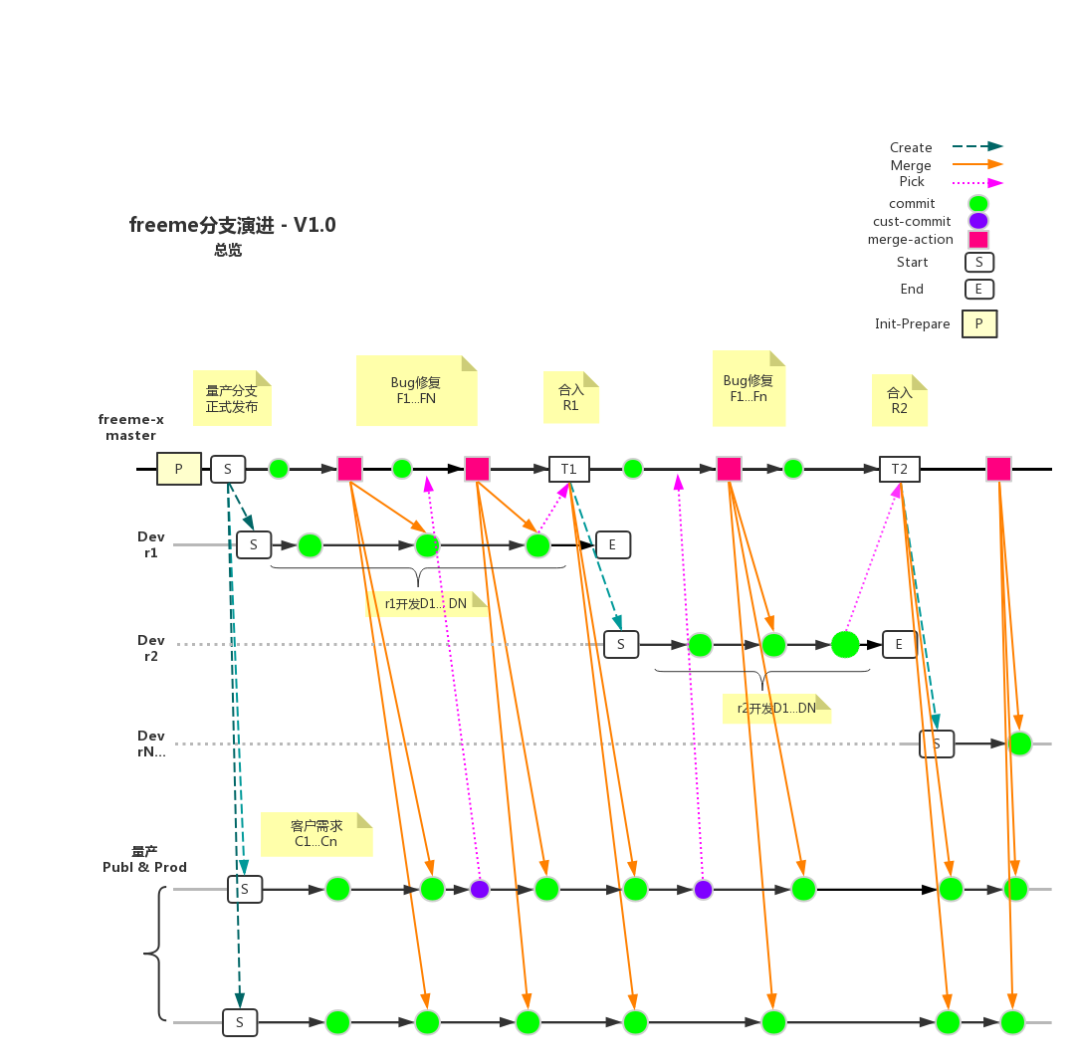 Create
Merge
Pick
commit
cust-commit
merge-action
Start
S
End
E
Init-Prepare
P
freeme分支演进 - V1.0
总览
量产分支
正式发布
Bug修复
F1...FN
合入
R1
Bug修复
F1...Fn
合入
R2
freeme-x
master
P
S
T1
T2
Dev
r1
S
E
r1开发D1... DN
Dev
r2
S
E
r2开发D1...DN
Dev
rN...
S
客户需求
C1...Cn
量产
Publ & Prod
S
S